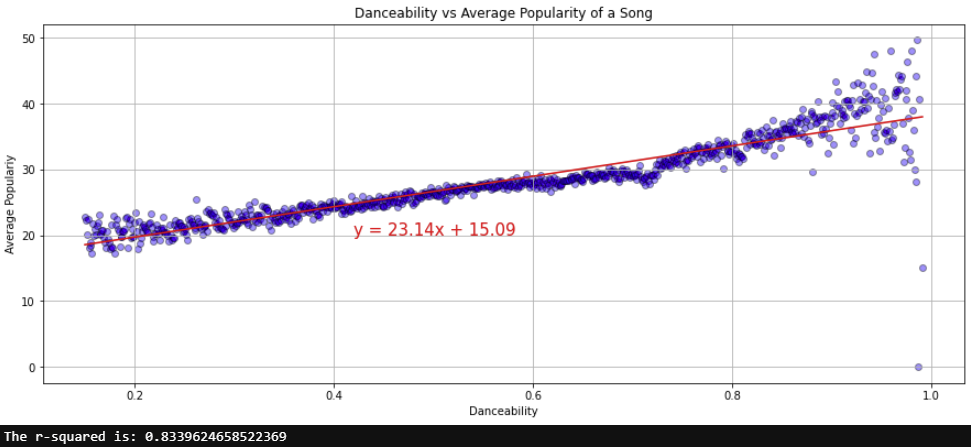 Danceability vs Average Popularity of a Song
50
40
30
20
10
0
Average Populariy
y = 23.14x + 15.09
0.2 0.4 0.6 0.8 1.0
Danceability
The r-squared is: 0.8339624658522369